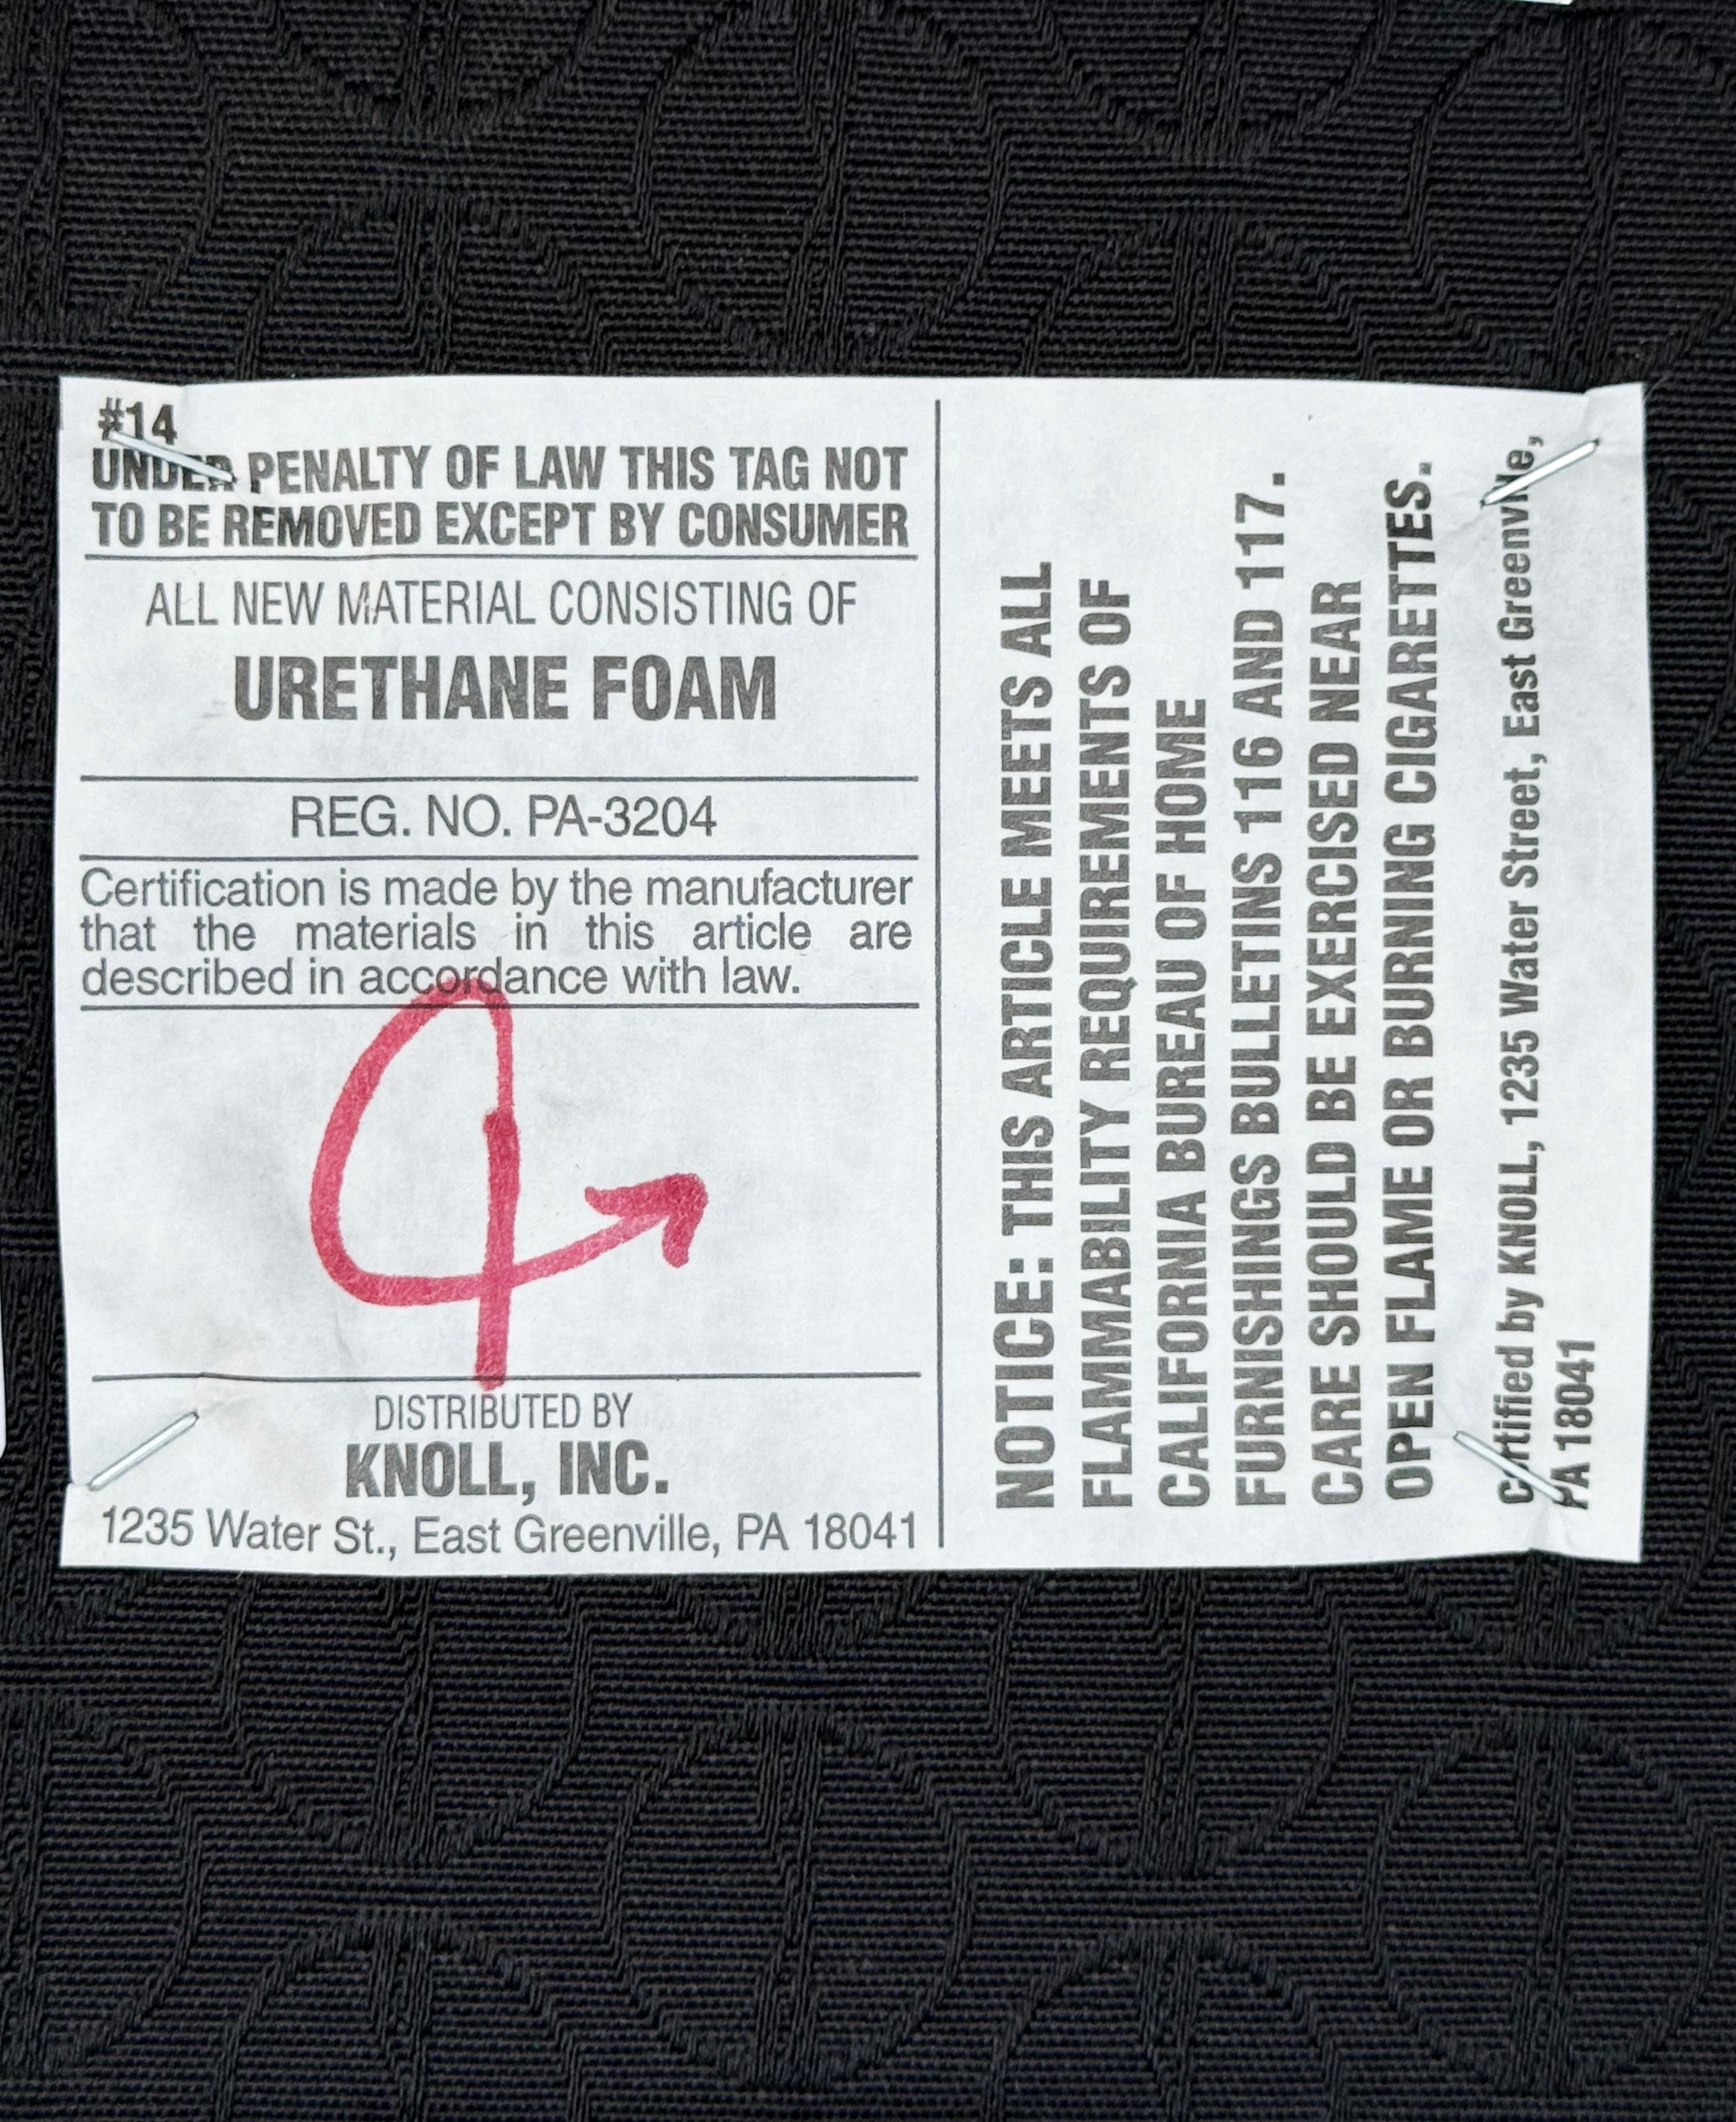 #14
UNDER PENALTY OF LAW THIS TAG NOT
TO BE REMOVED EXCEPT BY CONSUMER
ALL NEW MATERIAL CONSISTING OF
URETHANE FOAM
REG. NO. PA-3204
Certification is made by the manufacturer
that the materials in this article are
described in accordance with law.
DISTRIBUTED BY
KNOLL, INC.
1235 Water St., East Greenville, PA 18041
NOTICE: THIS ARTICLE MEETS ALL
FLAMMABILITY REQUIREMENTS OF
CALIFORNIA BUREAU OF HOME
FURNISHINGS BULLETINS 116 AND 117.
CARE SHOULD BE EXERCISED NEAR
OPEN FLAME OR BURNING CIGARETTES.
Certified by KNOLL, 1235 Water Street, East Greenville,
PA 18041